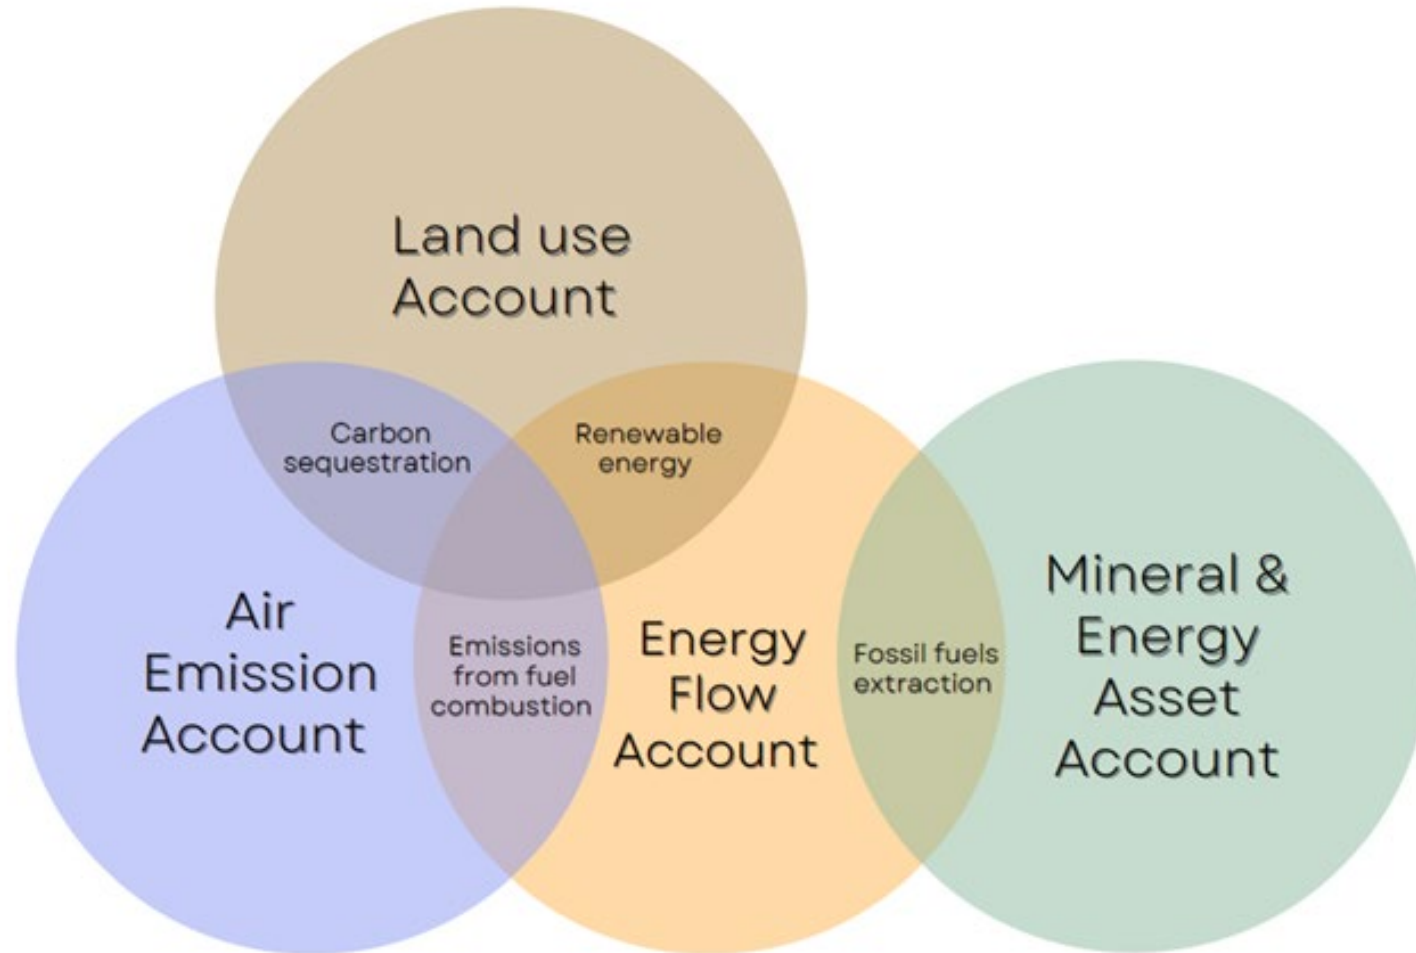 Land use
Account
Carbon
sequestration
Renewable
energy
Air
Emission
Account
Emissions
from fuel
combustion
Energy
Flow
Account
Fossil fuels
extraction
Mineral &
Energy
Asset
Account